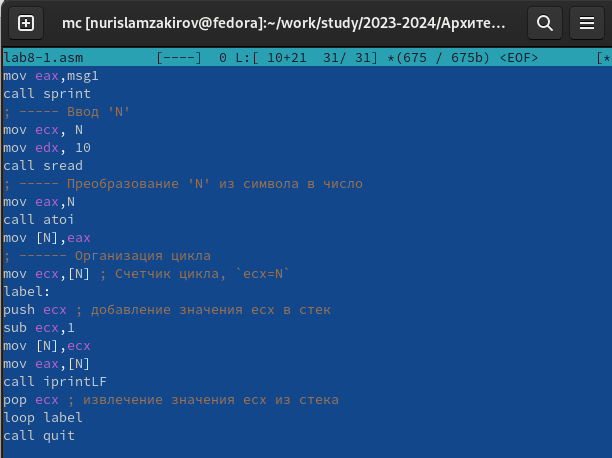 mc [nurislamzakirov@fedora]:~/work/study/2023-2024/Архите...
lab8-1.asm [----] 0 L:[ 10+21 31/ 31] *(675 / 675b) <EOF> [*
mov eax,msg1
call sprint
; ----- Ввод 'N'
mov ecx, N
mov edx, 10
call sread
; ----- Преобразование 'N' из символа в число
mov eax,N
call atoi
mov [N],eax
; ------ Организация цикла
mov ecx,[N] ; Счетчик цикла, `ecx=N`
label:
push ecx ; добавление значения ecx в стек
sub ecx,1
mov [N],ecx
mov eax,[N]
call iprintLF
pop ecx ; извлечение значения ecx из стека
loop label
call quit